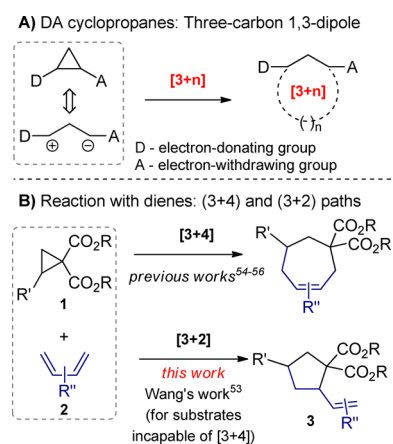 A) DA cyclopropanes: Three-carbon 1,3-dipole
D A
[3+n]
D A
[3+n]
( )n
D A
⊕ ⊖
D - electron-donating group
A - electron-withdrawing group
B) Reaction with dienes: (3+4) and (3+2) paths
CO₂R
CO₂R
R'
1
[3+4]
previous works⁵⁴⁻⁵⁶
R' CO₂R
CO₂R
R"
+
R"
2
[3+2]
this work
Wang's work⁵³
(for substrates
incapable of [3+4])
R' CO₂R
CO₂R
3
R"